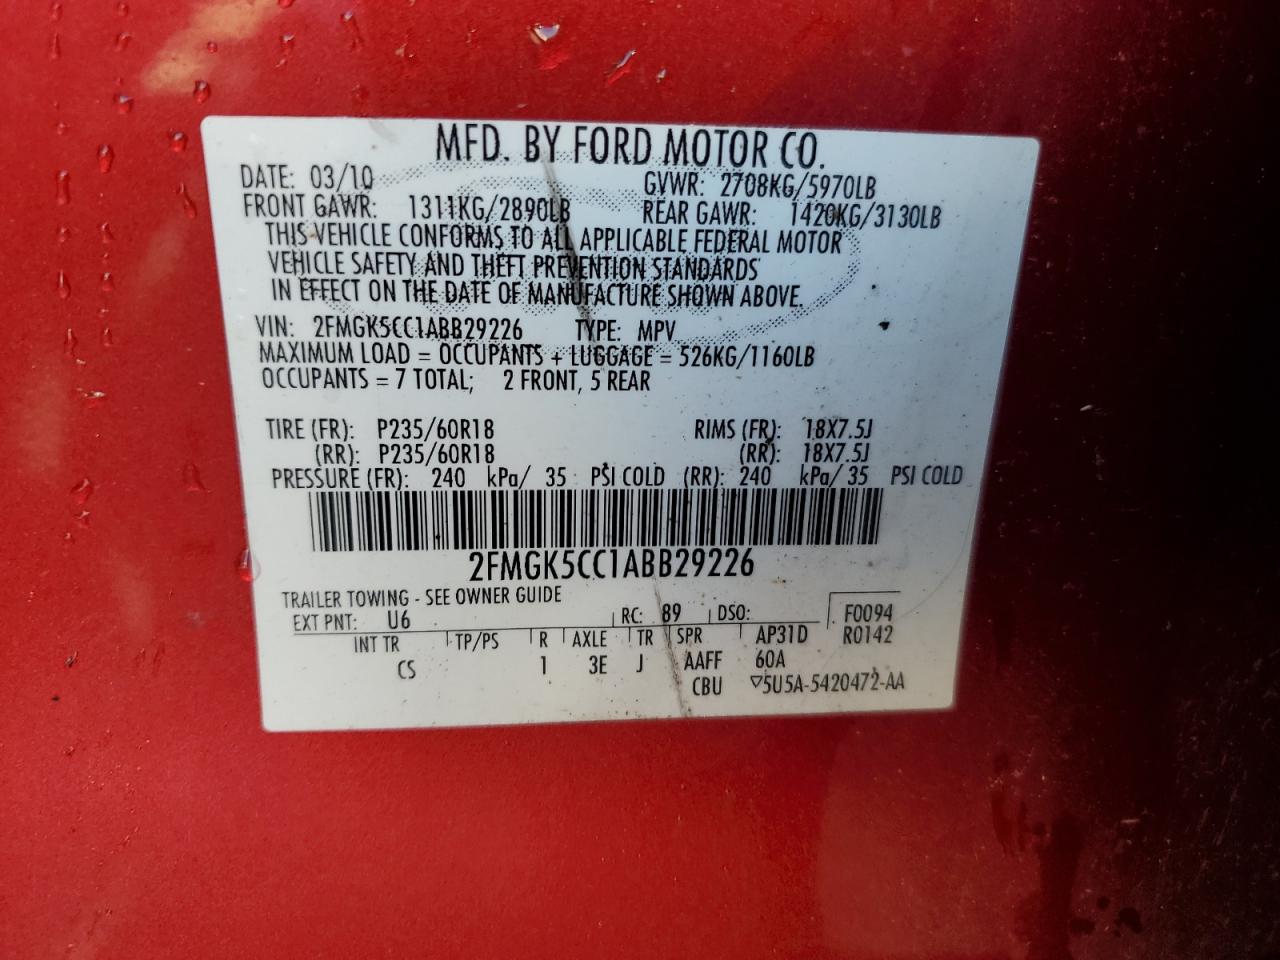 MFD. BY FORD MOTOR CO.
DATE: 03/10 GVWR: 2708KG/5970LB
FRONT GAWR: 1311KG/2890LB REAR GAWR: 1420KG/3130LB
THIS VEHICLE CONFORMS TO ALL APPLICABLE FEDERAL MOTOR
VEHICLE SAFETY AND THEFT PREVENTION STANDARDS
IN EFFECT ON THE DATE OF MANUFACTURE SHOWN ABOVE.
VIN: 2FMGK5CC1ABB29226 TYPE: MPV
MAXIMUM LOAD = OCCUPANTS + LUGGAGE = 526KG/1160LB
OCCUPANTS = 7 TOTAL; 2 FRONT, 5 REAR
TIRE (FR): P235/60R18 RIMS (FR): 18X7.5J
(RR): P235/60R18 (RR): 18X7.5J
PRESSURE (FR): 240 kPa/ 35 PSI COLD (RR): 240 kPa/ 35 PSI COLD
2FMGK5CC1ABB29226
TRAILER TOWING - SEE OWNER GUIDE
EXT PNT: U6 RC: 89 DSO: F0094
INT TR TP/PS R AXLE TR SPR AP31D R0142
CS 1 3E J AAFF 60A
CBU ▽5U5A-5420472-AA